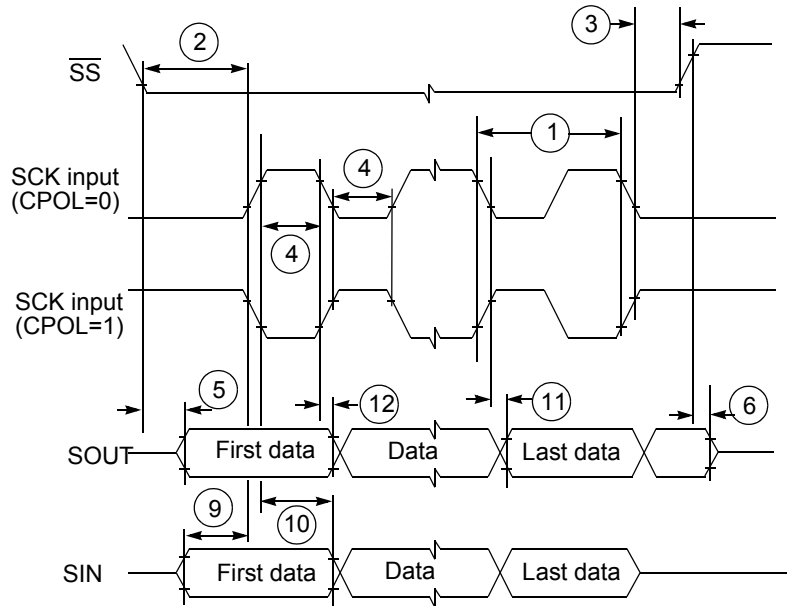 2
3
SS
1
SCK input
(CPOL=0)
4
4
SCK input
(CPOL=1)
5
12
11
6
SOUT
First data
Data
Last data
9
10
SIN
First data
Data
Last data